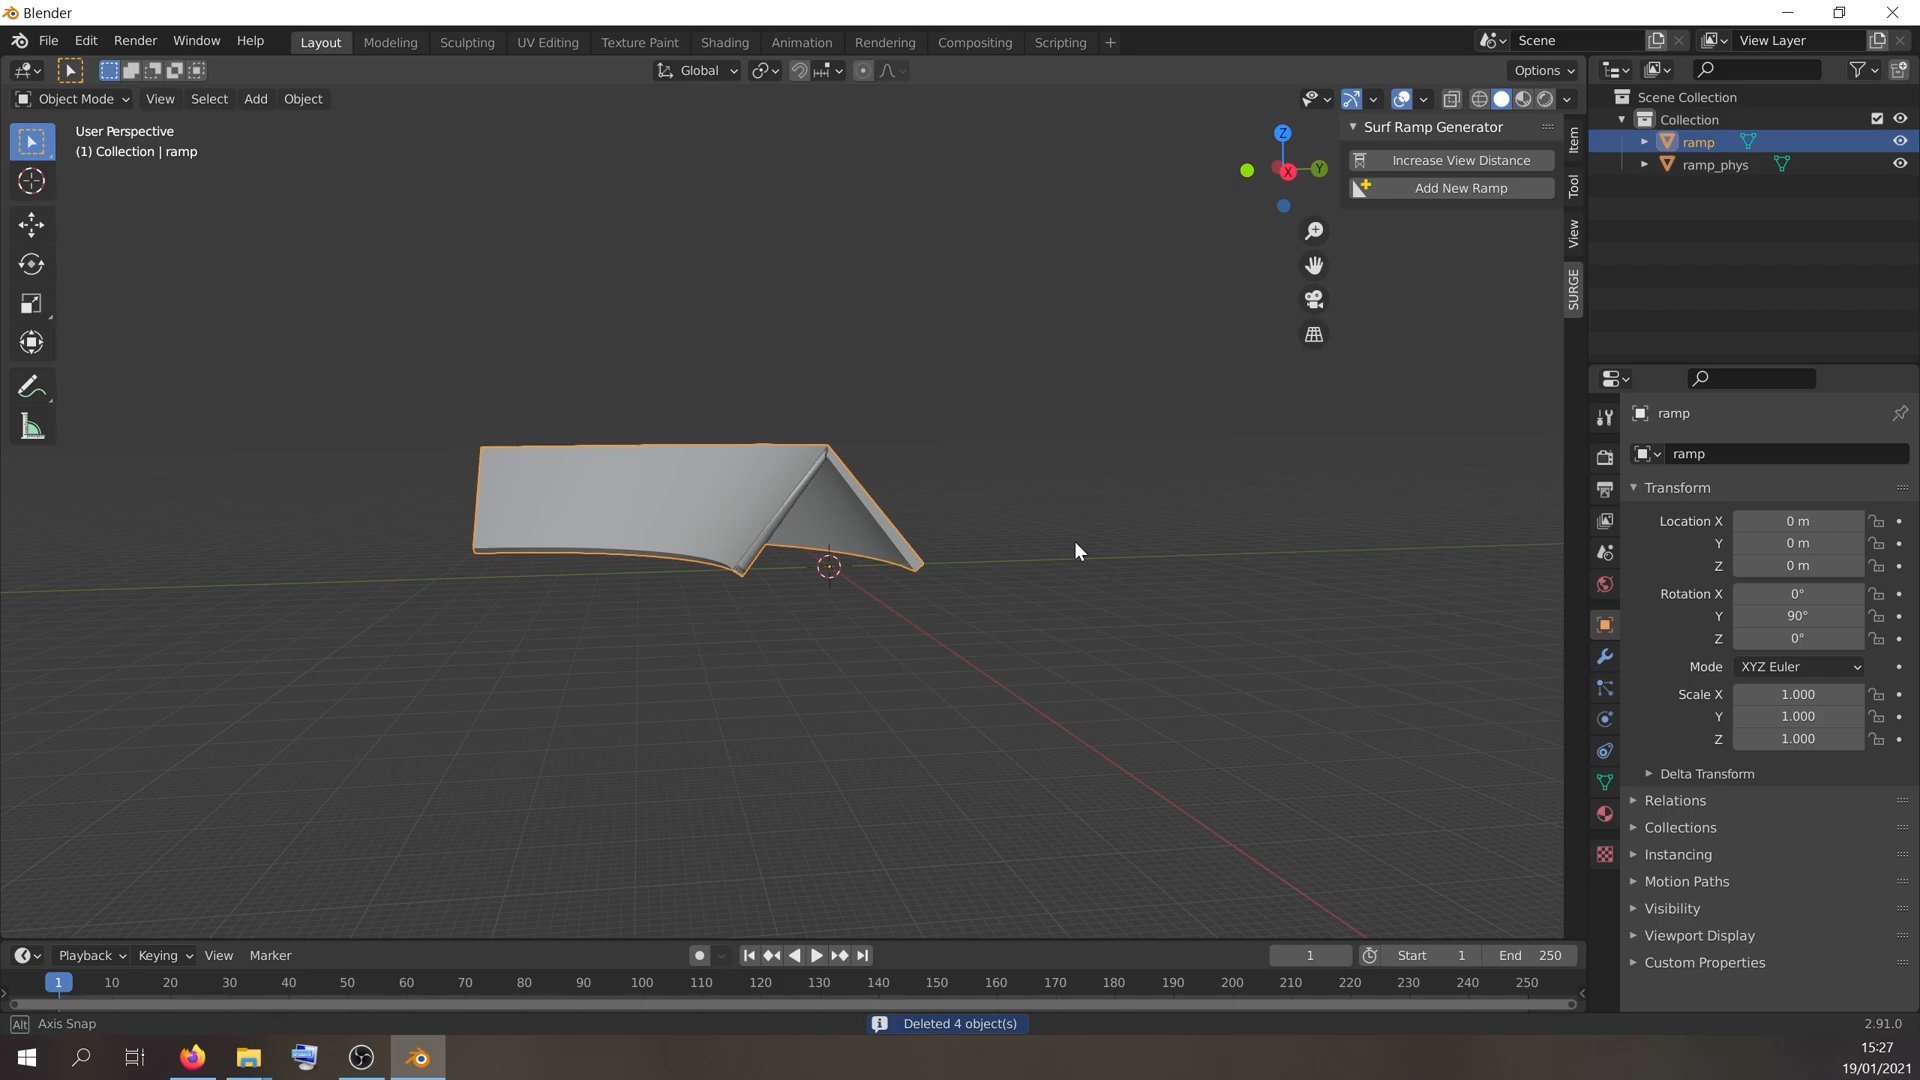 Blender
File Edit Render Window Help Layout Modeling Sculpting UV Editing Texture Paint Shading Animation Rendering Compositing Scripting + Scene View Layer
Global Options
Object Mode View Select Add Object
User Perspective
(1) Collection | ramp
Z
Y
X
Surf Ramp Generator
Increase View Distance
Add New Ramp
Item
Tool
View
SURGE
Scene Collection
Collection
ramp
ramp_phys
ramp
ramp
Transform
Location X 0 m
Y 0 m
Z 0 m
Rotation X 0°
Y 90°
Z 0°
Mode XYZ Euler
Scale X 1.000
Y 1.000
Z 1.000
Delta Transform
Relations
Collections
Instancing
Motion Paths
Visibility
Viewport Display
Custom Properties
Playback Keying View Marker 1 Start 1 End 250
1 10 20 30 40 50 60 70 80 90 100 110 120 130 140 150 160 170 180 190 200 210 220 230 240 250
Alt Axis Snap Deleted 4 object(s) 2.91.0
15:27
19/01/2021